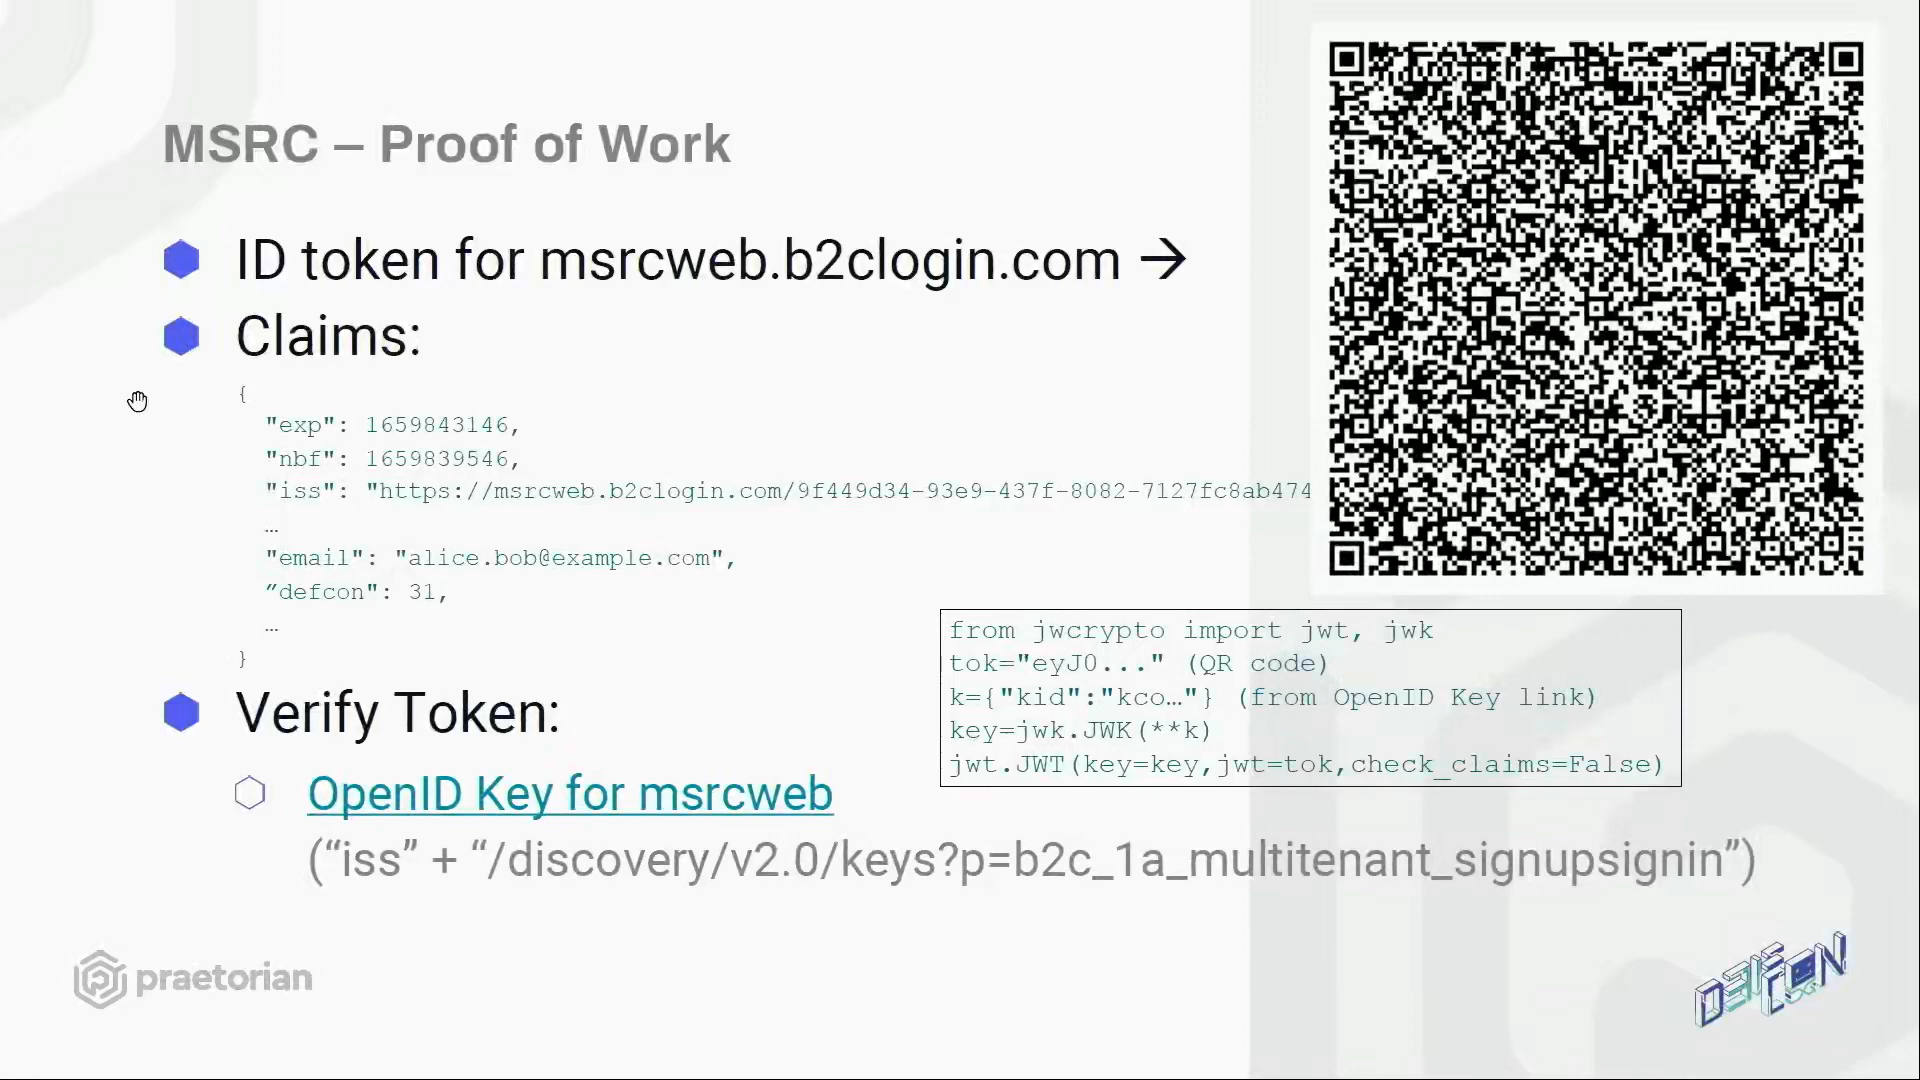 MSRC – Proof of Work
ID token for msrcweb.b2clogin.com →
Claims:
{
"exp": 1659843146,
"nbf": 1659839546,
"iss": "https://msrcweb.b2clogin.com/9f449d34-93e9-437f-8082-7127fc8ab474
…
"email": "alice.bob@example.com",
”defcon": 31,
…
}
from jwcrypto import jwt, jwk
tok="eyJ0..." (QR code)
k={"kid":"kco…"} (from OpenID Key link)
key=jwk.JWK(**k)
jwt.JWT(key=key,jwt=tok,check_claims=False)
Verify Token:
OpenID Key for msrcweb
(“iss” + “/discovery/v2.0/keys?p=b2c_1a_multitenant_signupsignin”)
praetorian
DEF CON